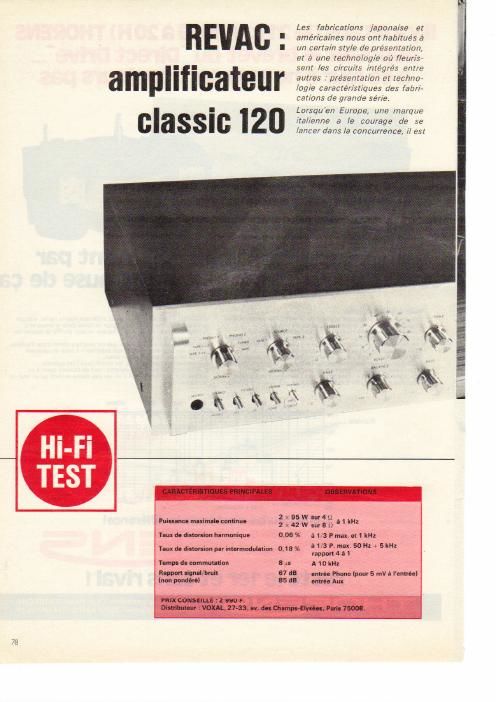 REVAC :
amplificateur
classic 120
Les fabrications japonaise et
américaines nous ont habitués à
un certain style de présentation,
et à une technologie où fleuris-
sent les circuits intégrés entre
autres : présentation et techno-
logie caractéristiques des fabri-
cations de grande série.
Lorsqu'en Europe, une marque
italienne a le courage de se
lancer dans la concurrence, il est
Hi-Fi
TEST
CARACTÉRISTIQUES PRINCIPALES OBSERVATIONS
Puissance maximale continue 2 × 95 W sur 4 Ω
2 × 42 W sur 8 Ω à 1 kHz
Taux de distorsion harmonique 0,06 % à 1/3 P max. et 1 kHz
Taux de distorsion par intermodulation 0,18 % à 1/3 P. max. 50 Hz + 5 kHz
rapport 4 à 1
Temps de commutation 8 µs A 10 kHz
Rapport signal/bruit 67 dB entrée Phono (pour 5 mV à l'entrée)
(non pondéré) 85 dB entrée Aux
PRIX CONSEILLÉ : 2 990 F.
Distributeur : VOXAL, 27-33, av. des Champs-Elysées, Paris 75008.
78